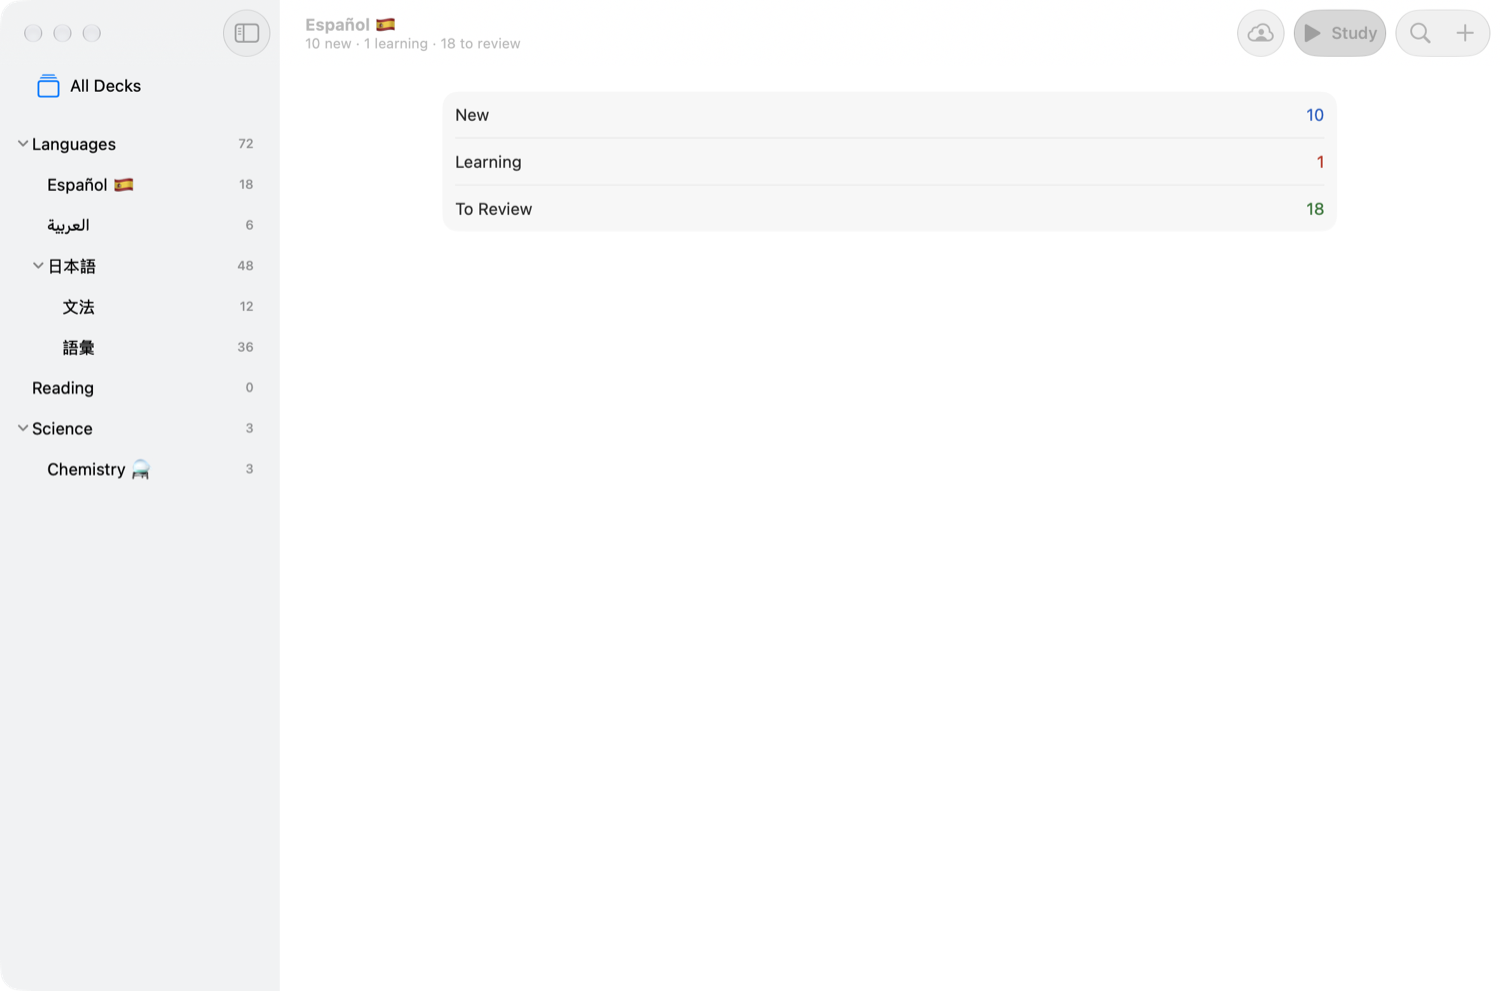 Español 🇪🇸
10 new · 1 learning · 18 to review
Study
All Decks
Languages 72
Español 🇪🇸 18
العربية 6
日本語 48
文法 12
語彙 36
Reading 0
Science 3
Chemistry 🔮 3
New 10
Learning 1
To Review 18